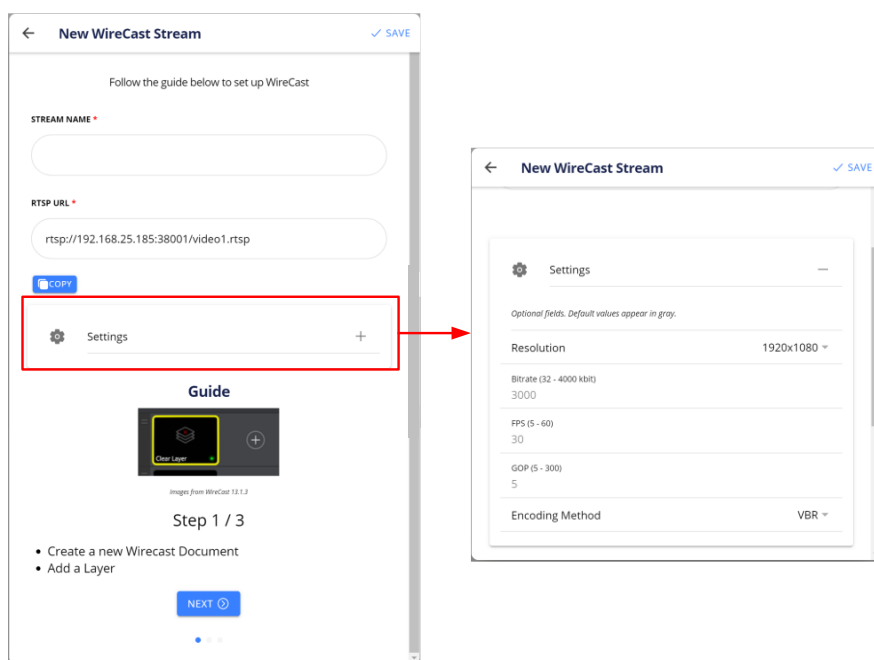 New WireCast Stream
SAVE
Follow the guide below to set up WireCast
STREAM NAME *
RTSP URL *
rtsp://192.168.25.185:38001/video1.rtsp
COPY
Settings
Guide
Clear Layer
Images from WireCast 13.1.3
Step 1 / 3
• Create a new Wirecast Document
• Add a Layer
NEXT
New WireCast Stream
SAVE
Settings
Optional fields. Default values appear in gray.
Resolution 1920x1080
Bitrate (32 - 4000 kbit)
3000
FPS (5 - 60)
30
GOP (5 - 300)
5
Encoding Method VBR